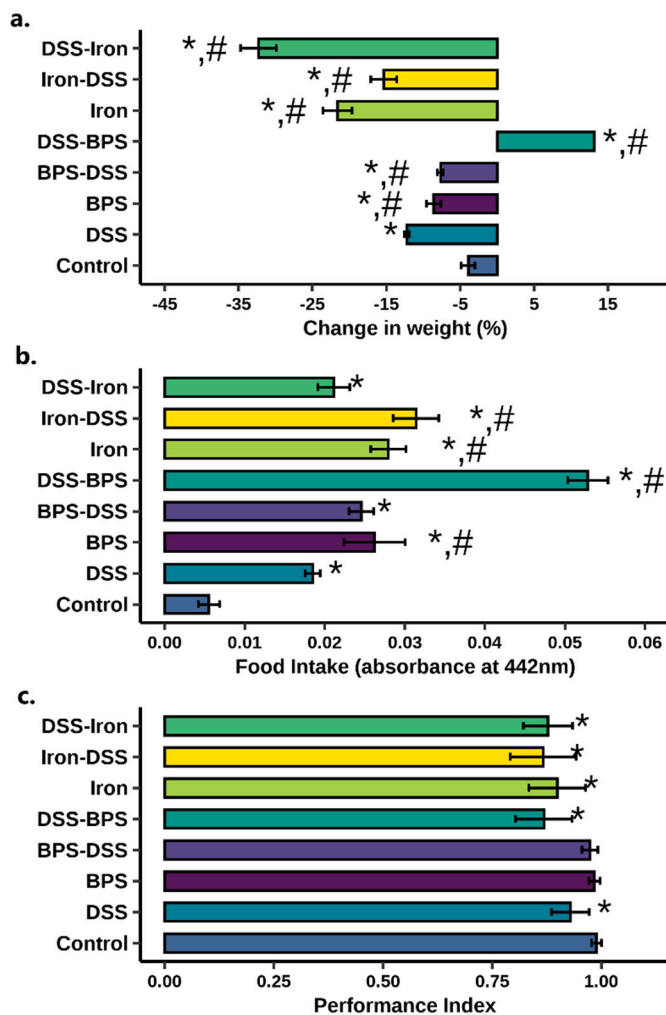 a.
DSS-Iron *,#
Iron-DSS *,#
Iron *,#
DSS-BPS *,#
BPS-DSS *,#
BPS *,#
DSS *
Control
-45 -35 -25 -15 -5 5 15
Change in weight (%)
b.
DSS-Iron *
Iron-DSS *,#
Iron *,#
DSS-BPS *,#
BPS-DSS *
BPS *,#
DSS *
Control
0.00 0.01 0.02 0.03 0.04 0.05 0.06
Food Intake (absorbance at 442nm)
c.
DSS-Iron *
Iron-DSS *
Iron *
DSS-BPS *
BPS-DSS
BPS
DSS *
Control
0.00 0.25 0.50 0.75 1.00
Performance Index